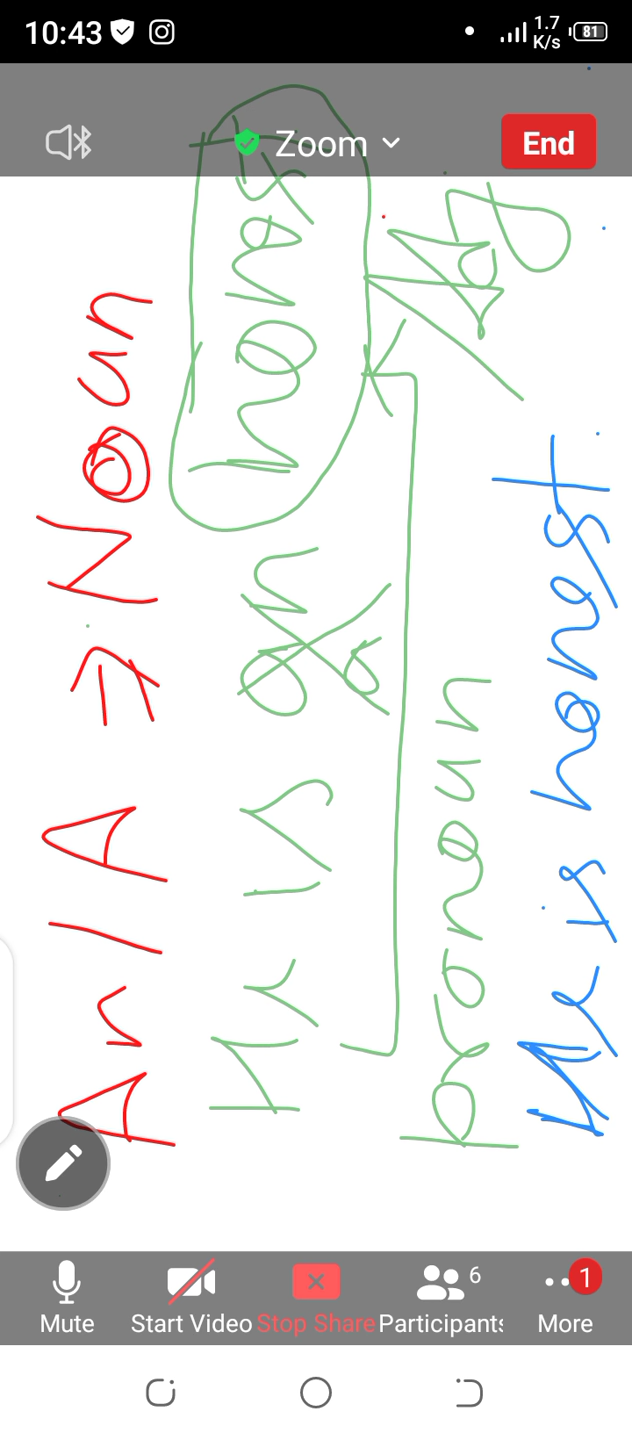 10:43
1.7
K/s
81
Zoom
End
An / A → Noun
He is an honest
a
Adj
pronoun
He is honest.
Mute
Start Video
Stop Share
Participants
6
More
1